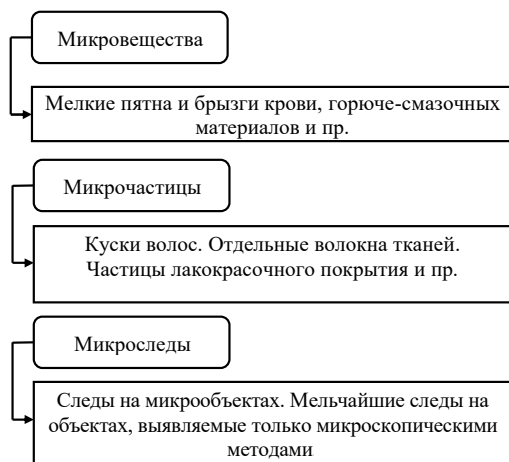 Микровещества
Мелкие пятна и брызги крови, горюче-смазочных
материалов и пр.
Микрочастицы
Куски волос. Отдельные волокна тканей.
Частицы лакокрасочного покрытия и пр.
Микроследы
Следы на микрообъектах. Мельчайшие следы на
объектах, выявляемые только микроскопическими
методами